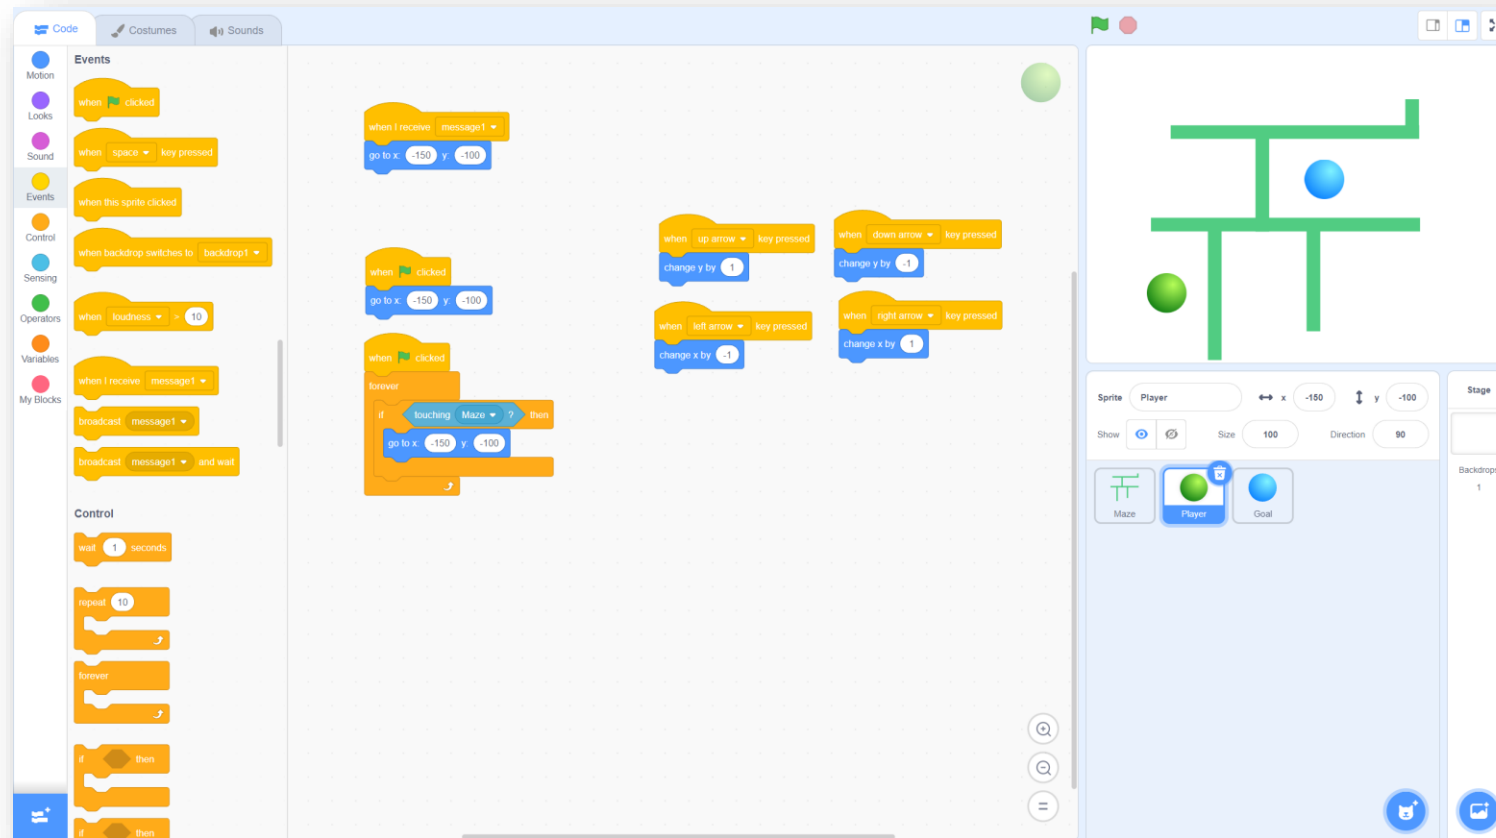 Code
Costumes
Sounds
Motion
Looks
Sound
Events
Control
Sensing
Operators
Variables
My Blocks
Events
when clicked
when space key pressed
when this sprite clicked
when backdrop switches to backdrop1
when loudness > 10
when I receive message1
broadcast message1
broadcast message1 and wait
Control
wait 1 seconds
repeat 10
forever
if then
if then
when I receive message1
go to x: -150 y: -100
when clicked
go to x: -150 y: -100
when clicked
forever
if touching Maze ? then
go to x: -150 y: -100
when up arrow key pressed
change y by 1
when down arrow key pressed
change y by -1
when left arrow key pressed
change x by -1
when right arrow key pressed
change x by 1
Sprite Player x -150 y -100
Show Size 100 Direction 90
Maze
Player
Goal
Stage
Backdrops
1